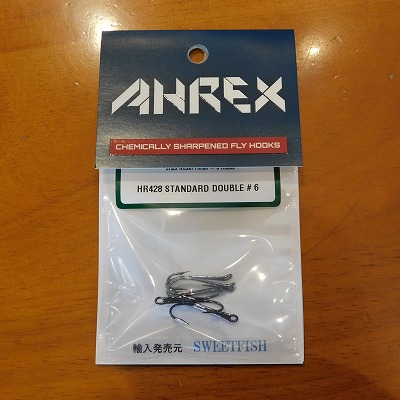 AHREX
CHEMICALLY SHARPENED FLY HOOKS
HR428 STANDARD DOUBLE # 6
輸入発売元 SWEETFISH